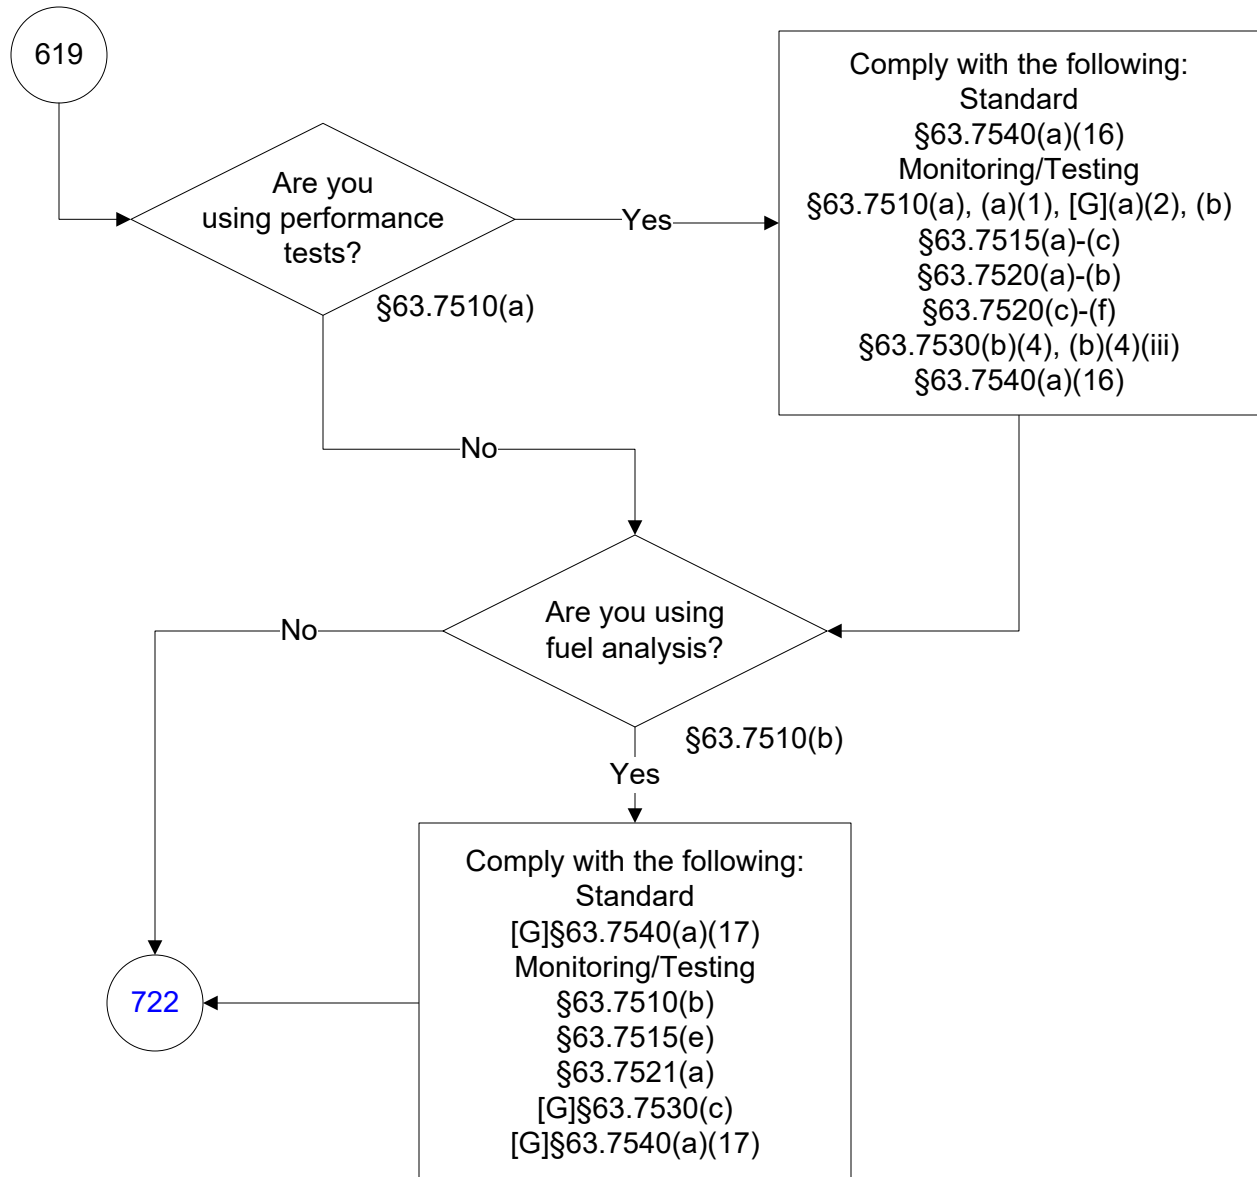 619
Are you
using performance
tests?
§63.7510(a)
Yes
Comply with the following:
Standard
§63.7540(a)(16)
Monitoring/Testing
§63.7510(a), (a)(1), [G](a)(2), (b)
§63.7515(a)-(c)
§63.7520(a)-(b)
§63.7520(c)-(f)
§63.7530(b)(4), (b)(4)(iii)
§63.7540(a)(16)
No
Are you using
fuel analysis?
§63.7510(b)
No
Yes
Comply with the following:
Standard
[G]§63.7540(a)(17)
Monitoring/Testing
§63.7510(b)
§63.7515(e)
§63.7521(a)
[G]§63.7530(c)
[G]§63.7540(a)(17)
722